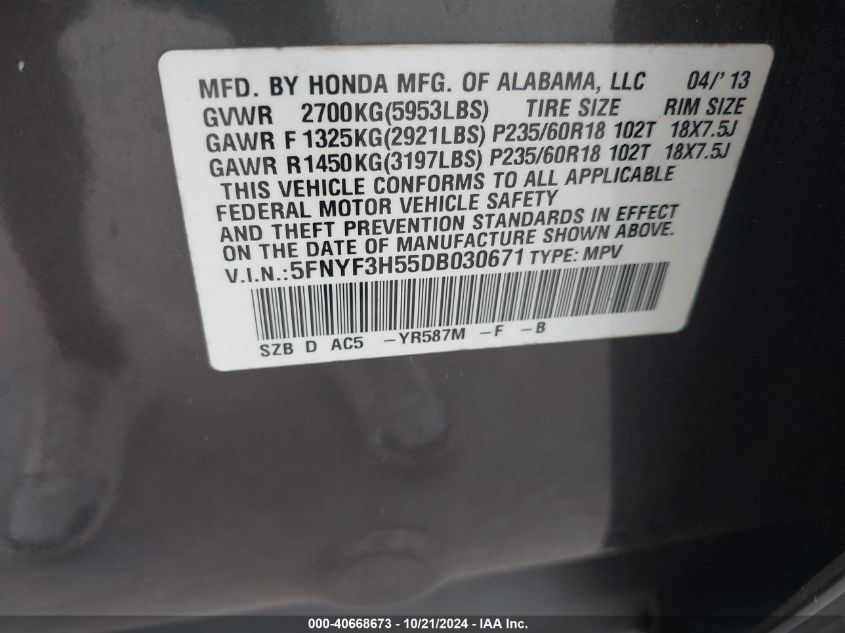 MFD. BY HONDA MFG. OF ALABAMA, LLC 04/'13
GVWR 2700KG(5953LBS) TIRE SIZE RIM SIZE
GAWR F 1325KG(2921LBS) P235/60R18 102T 18X7.5J
GAWR R1450KG(3197LBS) P235/60R18 102T 18X7.5J
THIS VEHICLE CONFORMS TO ALL APPLICABLE
FEDERAL MOTOR VEHICLE SAFETY
AND THEFT PREVENTION STANDARDS IN EFFECT
ON THE DATE OF MANUFACTURE SHOWN ABOVE.
V.I.N.:5FNYF3H55DB030671 TYPE: MPV
SZB D AC5 -YR587M -F -B
000-40668673 - 10/21/2024 - IAA Inc.